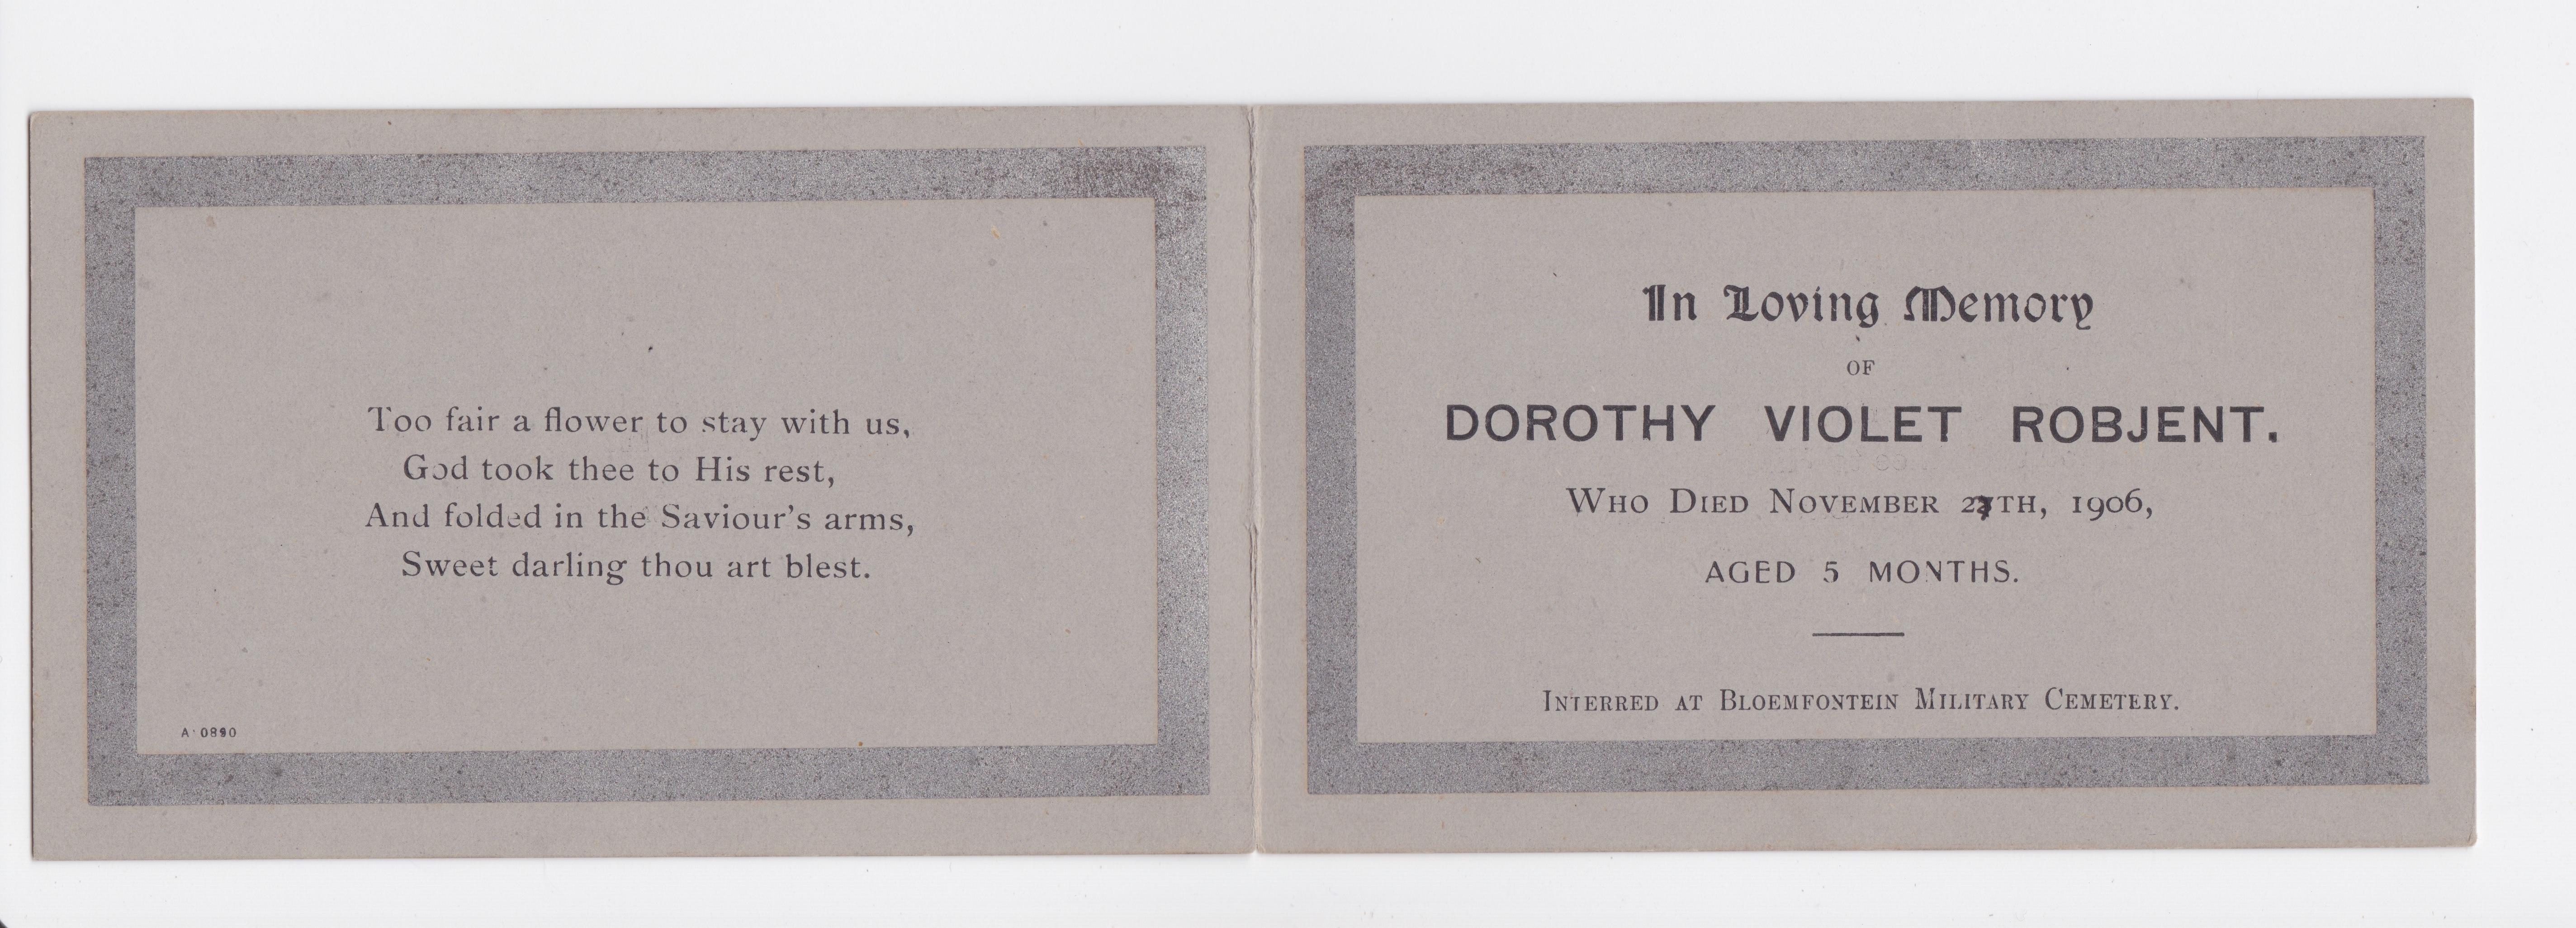 Too fair a flower to stay with us,
God took thee to His rest,
And folded in the Saviour's arms,
Sweet darling thou art blest.
A 0890
In Loving Memory
OF
DOROTHY VIOLET ROBJENT.
WHO DIED NOVEMBER 27TH, 1906,
AGED 5 MONTHS.
INTERRED AT BLOEMFONTEIN MILITARY CEMETERY.